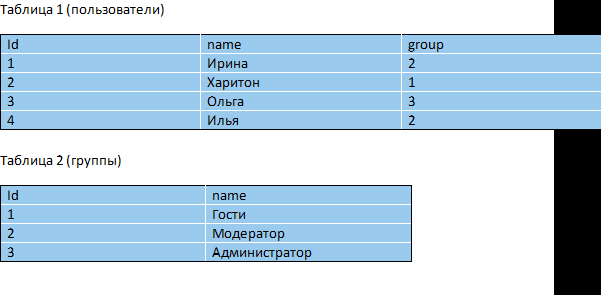 Таблица 1 (пользователи)
Id name group
1 Ирина 2
2 Харитон 1
3 Ольга 3
4 Илья 2
Таблица 2 (группы)
Id name
1 Гости
2 Модератор
3 Администратор